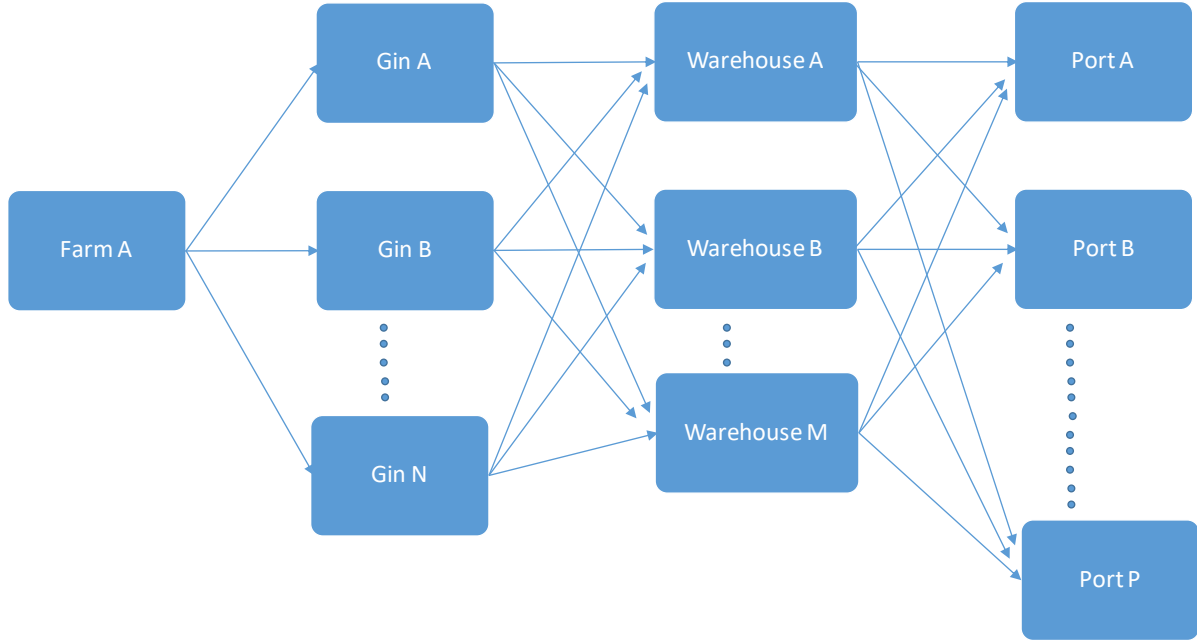 Gin A
Warehouse A
Port A
Farm A
Gin B
Warehouse B
Port B
Gin N
Warehouse M
Port P